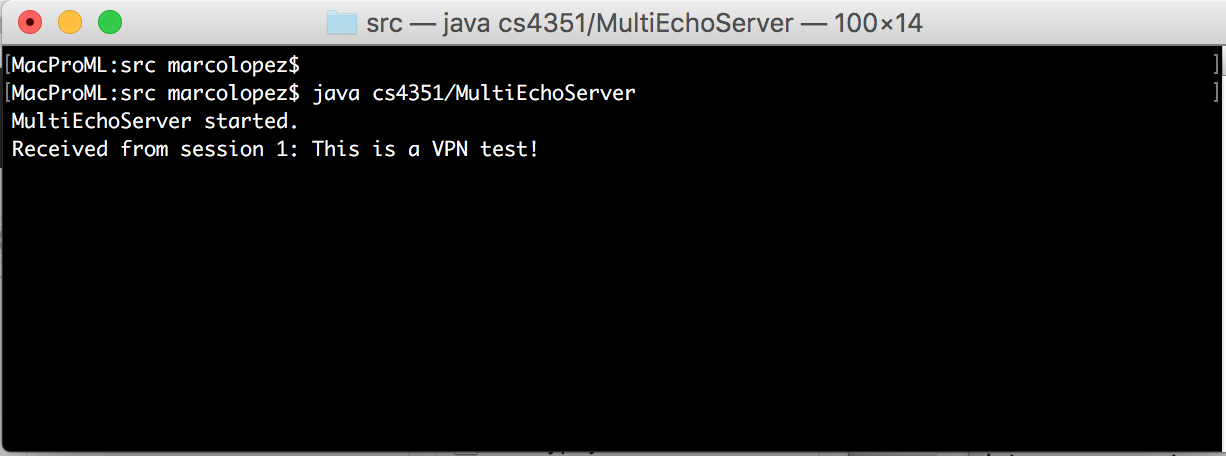 src — java cs4351/MultiEchoServer — 100×14
[MacProML:src marcolopez$ ]
[MacProML:src marcolopez$ java cs4351/MultiEchoServer ]
MultiEchoServer started.
Received from session 1: This is a VPN test!